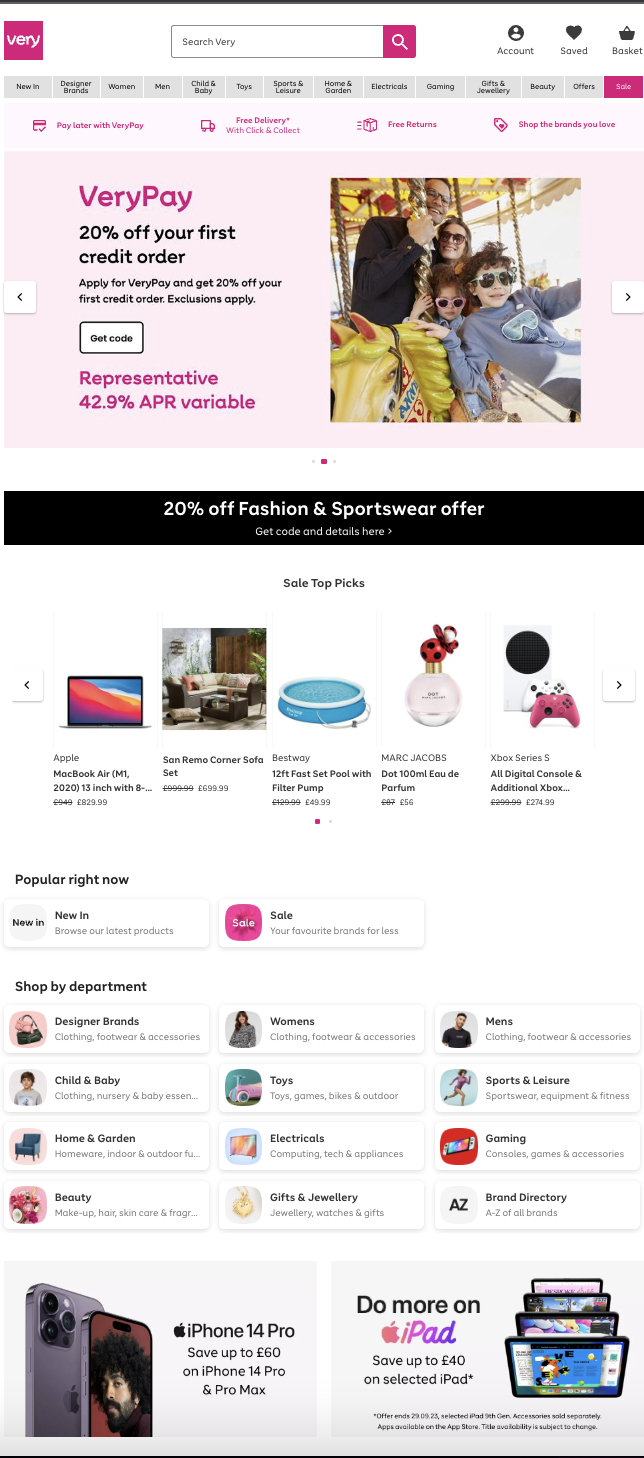 very
Search Very
Account
Saved
Basket
New In
Designer
Brands
Women
Men
Child &
Baby
Toys
Sports &
Leisure
Home &
Garden
Electricals
Gaming
Gifts &
Jewellery
Beauty
Offers
Sale
Pay later with VeryPay
Free Delivery*
With Click & Collect
Free Returns
Shop the brands you love
VeryPay
20% off your first
credit order
Apply for VeryPay and get 20% off your
first credit order. Exclusions apply.
Get code
Representative
42.9% APR variable
20% off Fashion & Sportswear offer
Get code and details here >
Sale Top Picks
Apple
MacBook Air (M1,
2020) 13 inch with 8-...
£949 £829.99
San Remo Corner Sofa
Set
£999.99 £699.99
Bestway
12ft Fast Set Pool with
Filter Pump
£129.99 £49.99
DOT
MARC JACOBS
Dot 100ml Eau de
Parfum
£87 £56
Xbox Series S
All Digital Console &
Additional Xbox...
£299.99 £274.99
Popular right now
New in
New In
Browse our latest products
Sale
Sale
Your favourite brands for less
Shop by department
Designer Brands
Clothing, footwear & accessories
Womens
Clothing, footwear & accessories
Mens
Clothing, footwear & accessories
Child & Baby
Clothing, nursery & baby essen...
Toys
Toys, games, bikes & outdoor
Sports & Leisure
Sportswear, equipment & fitness
Home & Garden
Homeware, indoor & outdoor fu...
Electricals
Computing, tech & appliances
Gaming
Consoles, games & accessories
Beauty
Make-up, hair, skin care & fragr...
Gifts & Jewellery
Jewellery, watches & gifts
AZ
Brand Directory
A-Z of all brands
iPhone 14 Pro
Save up to £60
on iPhone 14 Pro
& Pro Max
Do more on
iPad
Save up to £40
on selected iPad*
*Offer ends 29.09.23, selected iPad 9th Gen. Accessories sold separately.
Apps available on the App Store. Title availability is subject to change.